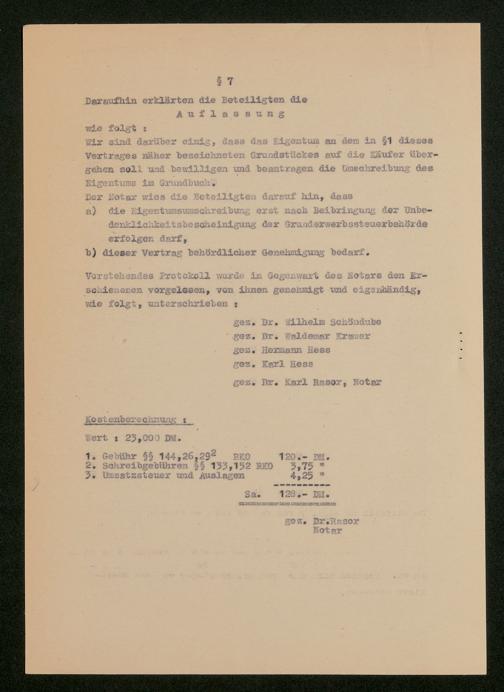 § 7
Daraufhin erklärten die Beteiligten die
A u f l a s s u n g
wie folgt :
Wir sind darüber einig, dass das Eigentum an dem in §1 dieses
Vertrages näher bezeichneten Grundstückes auf die Käufer über-
gehen soll und bewilligen und beantragen die Umschreibung des
Eigentums im Grundbuch.
Der Notar wies die Beteiligten darauf hin, dass
a) die Eigentumsumschreibung erst nach Beibringung der Unbe-
denklichkeitsbescheinigung der Grunderwerbssteuerbehörde
erfolgen darf,
b) dieser Vertrag behördlicher Genehmigung bedarf.
Vorstehendes Protokoll wurde in Gegenwart des Notars den Er-
schienenen vorgelesen, von ihnen genehmigt und eigenhändig,
wie folgt, unterschrieben :
gez. Dr. Wilhelm Schöndube
gez. Dr. Waldemar Kramer
gez. Hermann Hess
gez. Karl Hess
gez. Dr. Karl Rasor, Notar
Kostenberechnung :
Wert : 23,000 DM.
1. Gebühr §§ 144,26,29² RKO 120.- DM.
2. Schreibgebühren §§ 133,152 RKO 3,75 "
3. Umsatzsteuer und Auslagen 4,25 "
Sa. 128.- DM.
gez. Dr.Rasor
Notar